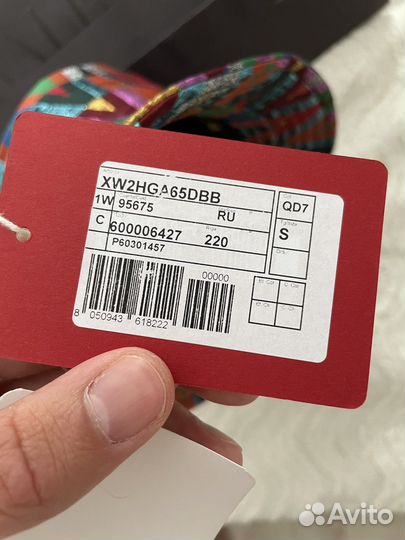 XW2HGA65DBB
QD7
1W 95675 RU
S
C 600006427 220
P60301457
00000
8 050943 618222
Avito